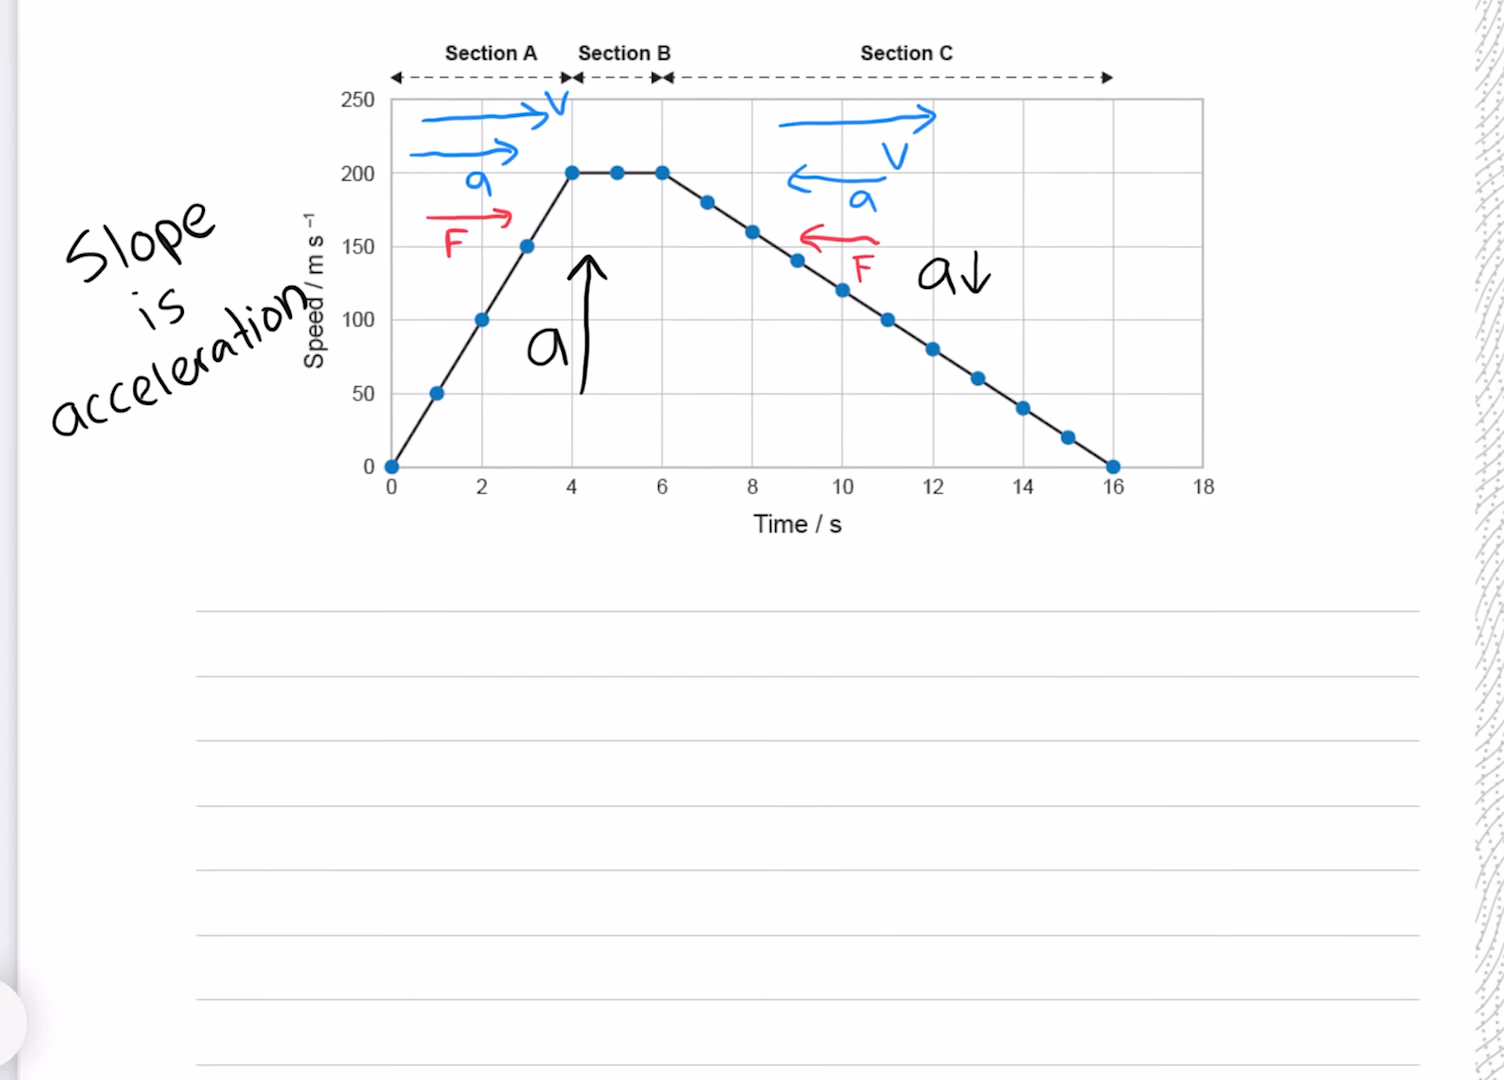 Section A Section B Section C
250
200
150
100
50
0
Speed / m s⁻¹
0 2 4 6 8 10 12 14 16 18
Time / s
V
a
F
V
a
F
a↓
a
Slope
is
acceleration